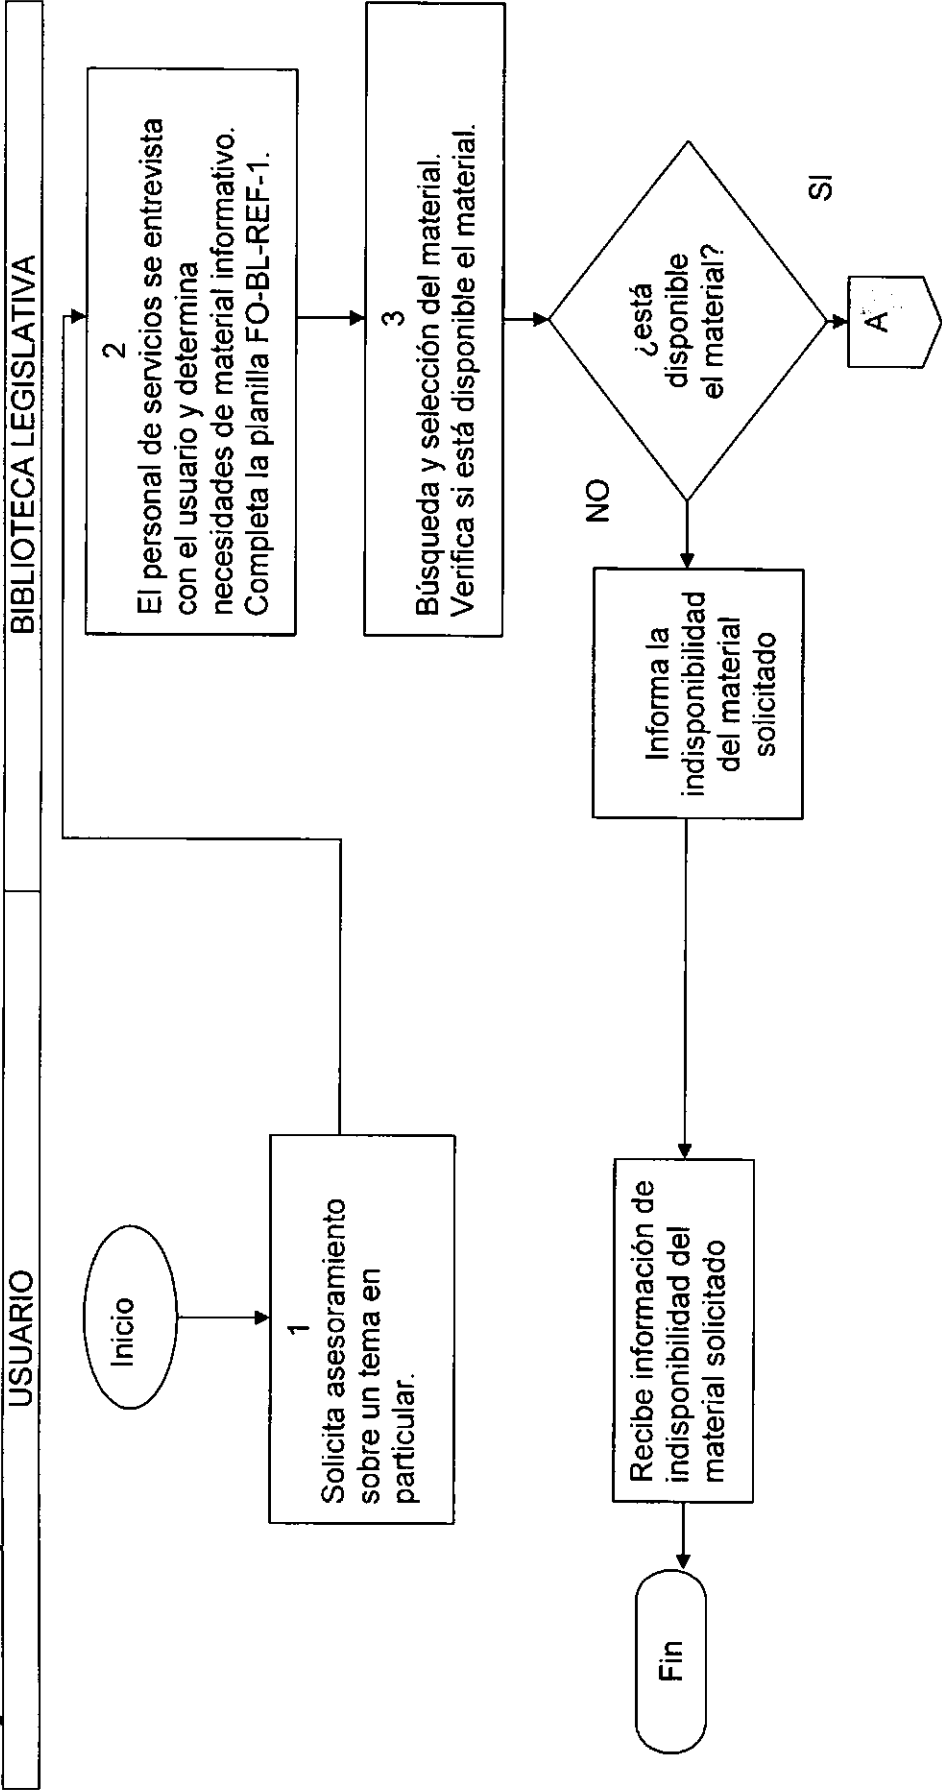 USUARIO
BIBLIOTECA LEGISLATIVA
Inicio
1
Solicita asesoramiento
sobre un tema en
particular.
2
El personal de servicios se entrevista
con el usuario y determina
necesidades de material informativo.
Completa la planilla FO-BL-REF-1.
3
Búsqueda y selección del material.
Verifica si está disponible el material.
¿está
disponible
el material?
NO
SI
A
Informa la
indisponibilidad
del material
solicitado
Recibe información de
indisponibilidad del
material solicitado
Fin